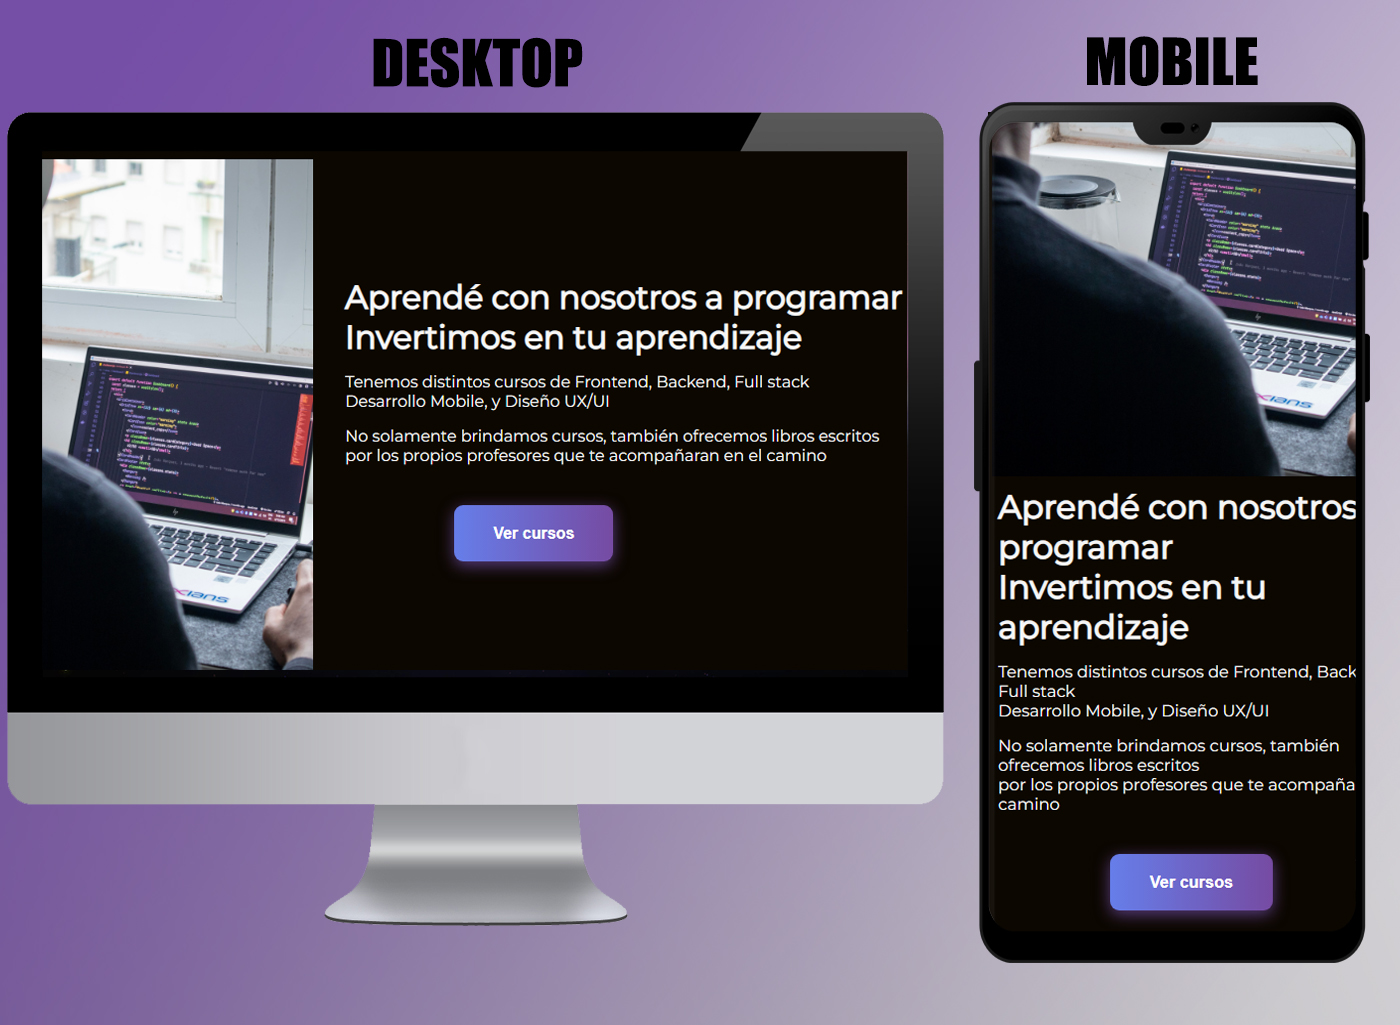 DESKTOP
Aprendé con nosotros a programar
Invertimos en tu aprendizaje
Tenemos distintos cursos de Frontend, Backend, Full stack
Desarrollo Mobile, y Diseño UX/UI
No solamente brindamos cursos, también ofrecemos libros escritos
por los propios profesores que te acompañaran en el camino
Ver cursos
MOBILE
Aprendé con nosotros
programar
Invertimos en tu
aprendizaje
Tenemos distintos cursos de Frontend, Back
Full stack
Desarrollo Mobile, y Diseño UX/UI
No solamente brindamos cursos, también
ofrecemos libros escritos
por los propios profesores que te acompaña
camino
Ver cursos